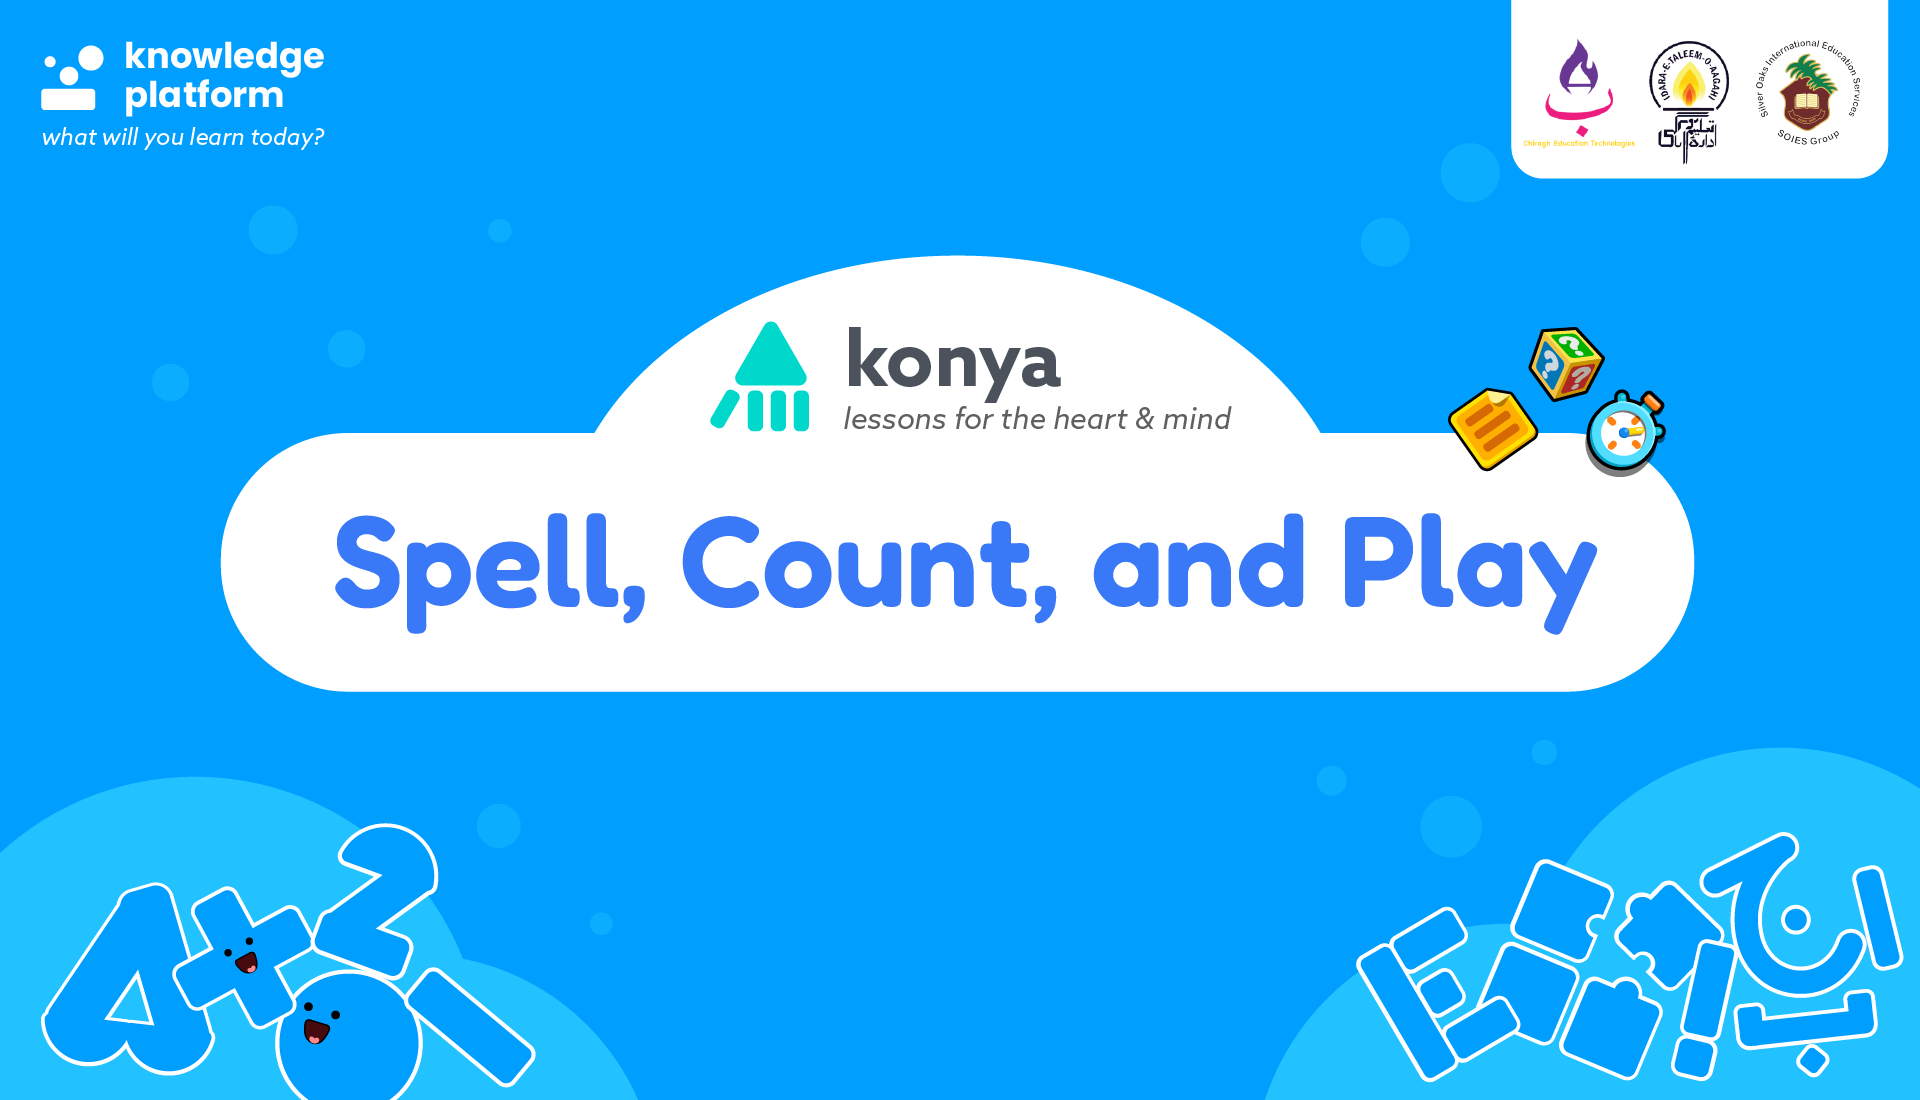 knowledge
platform
what will you learn today?
Chiragh Education Technologies
IDARA-E-TALEEM-O-AAGAHI
ادارہ تعلیم و آگاہی
Silver Oaks International Education Services
SOIES Group
konya
lessons for the heart & mind
Spell, Count, and Play